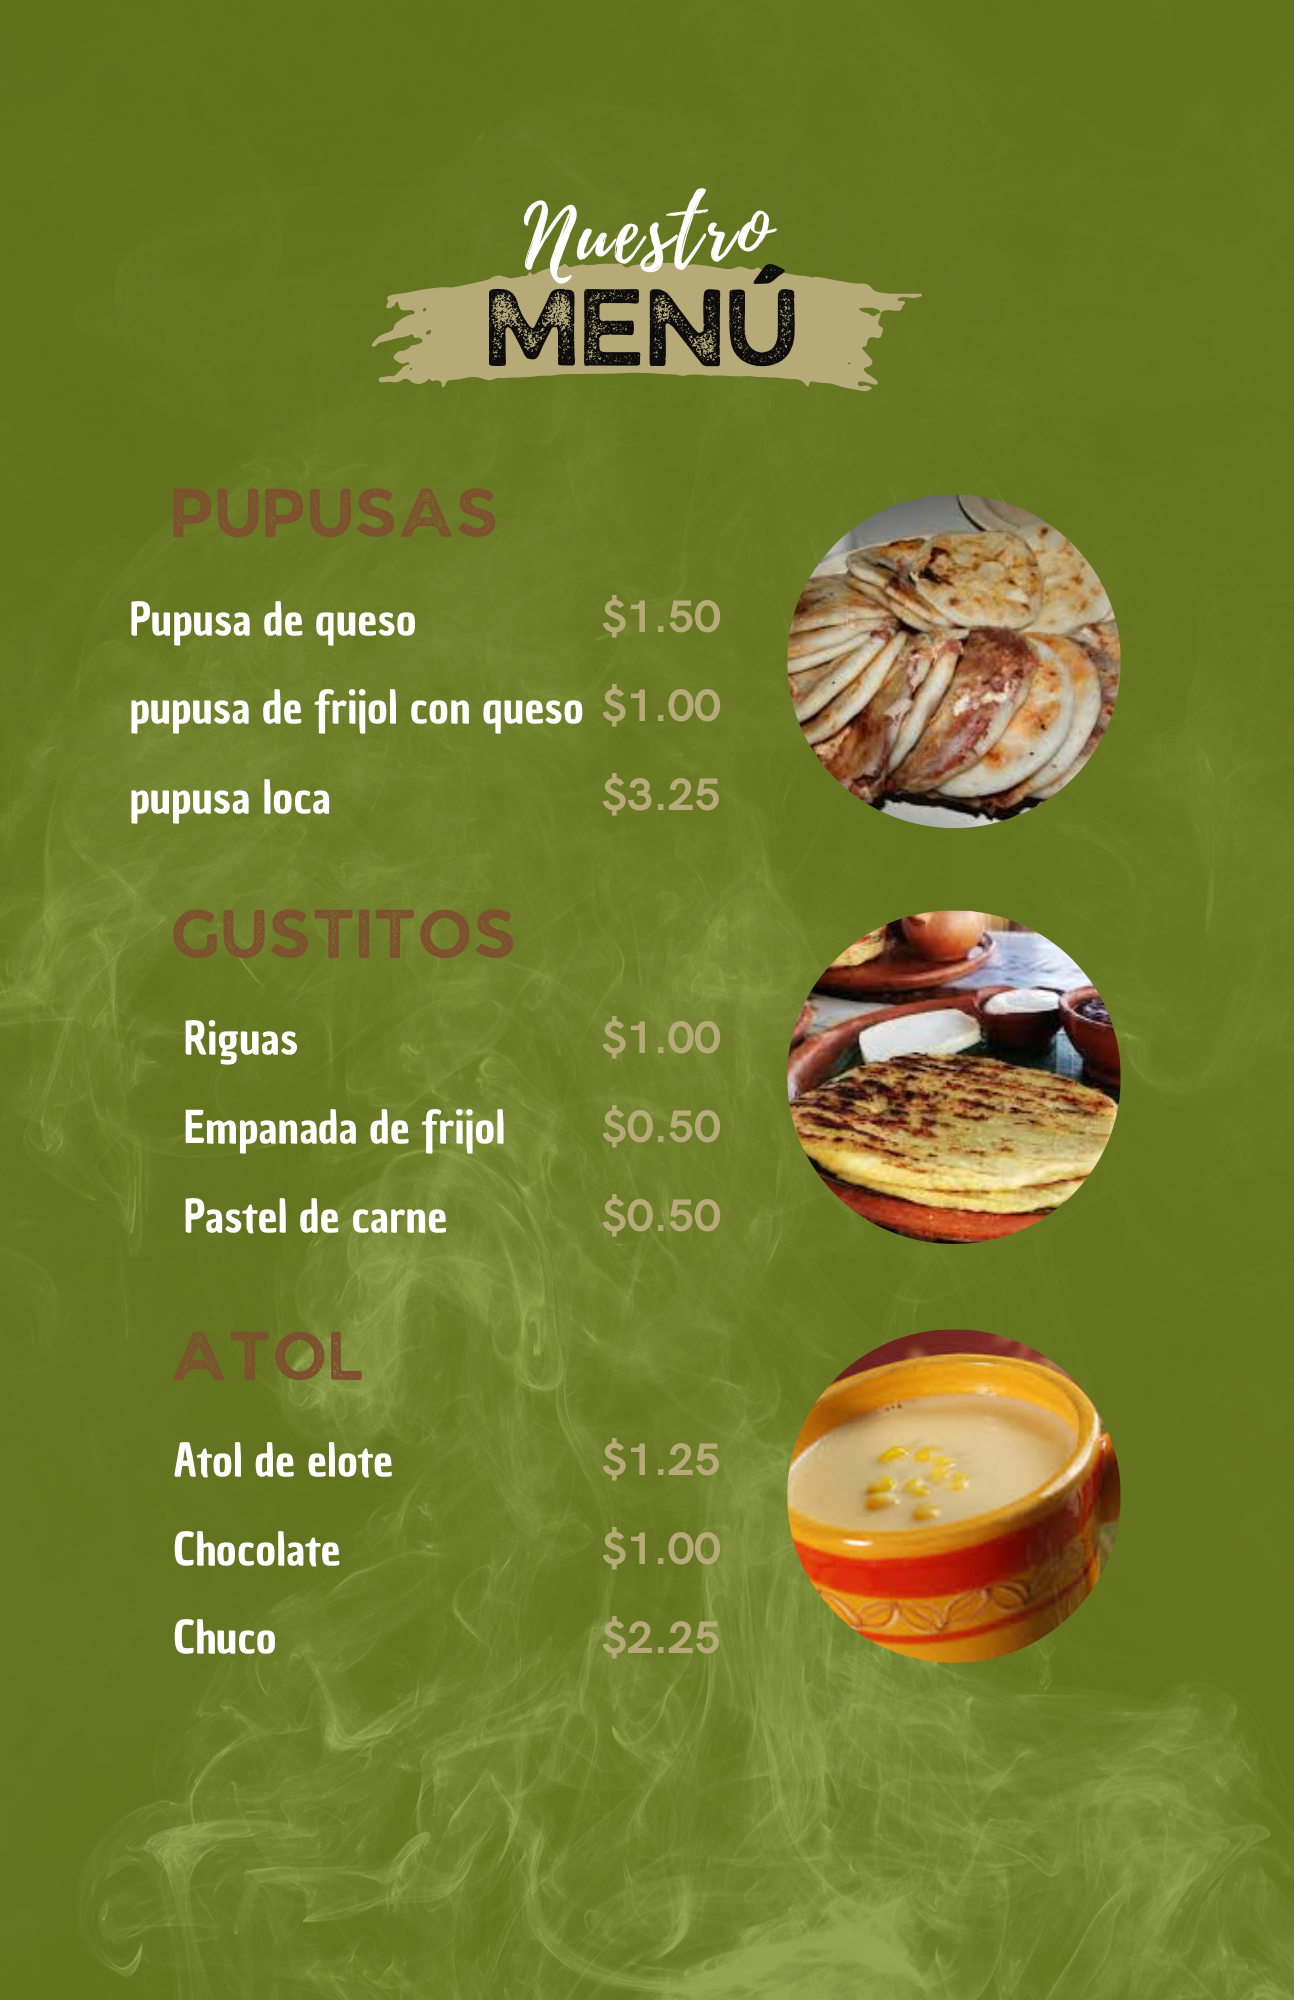 Nuestro
MENÚ
PUPUSAS
Pupusa de queso $1.50
pupusa de frijol con queso $1.00
pupusa loca $3.25
GUSTITOS
Riguas $1.00
Empanada de frijol $0.50
Pastel de carne $0.50
ATOL
Atol de elote $1.25
Chocolate $1.00
Chuco $2.25